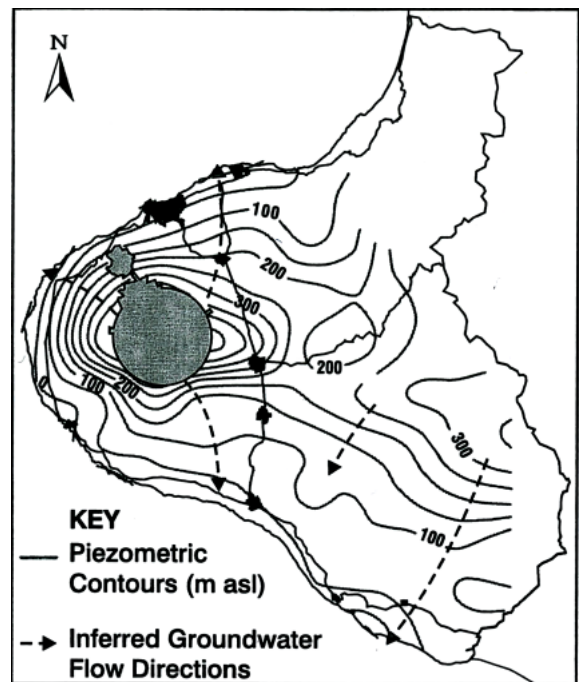 N
100
200
300
200
0
100
200
300
100
KEY
Piezometric
Contours (m asl)
Inferred Groundwater
Flow Directions